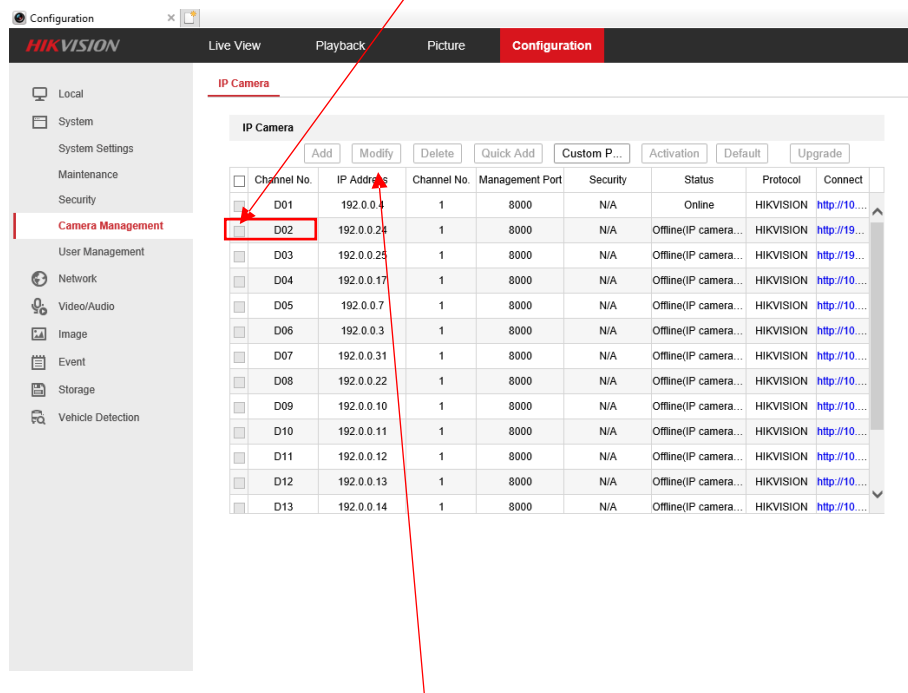 Configuration
HIKVISION Live View Playback Picture Configuration
Local
System
System Settings
Maintenance
Security
Camera Management
User Management
Network
Video/Audio
Image
Event
Storage
Vehicle Detection
IP Camera
IP Camera
Add Modify Delete Quick Add Custom P... Activation Default Upgrade
Channel No. IP Address Channel No. Management Port Security Status Protocol Connect
D01 192.0.0.4 1 8000 N/A Online HIKVISION http://10....
D02 192.0.0.24 1 8000 N/A Offline(IP camera... HIKVISION http://19...
D03 192.0.0.25 1 8000 N/A Offline(IP camera... HIKVISION http://19...
D04 192.0.0.17 1 8000 N/A Offline(IP camera... HIKVISION http://10....
D05 192.0.0.7 1 8000 N/A Offline(IP camera... HIKVISION http://10....
D06 192.0.0.3 1 8000 N/A Offline(IP camera... HIKVISION http://10....
D07 192.0.0.31 1 8000 N/A Offline(IP camera... HIKVISION http://10....
D08 192.0.0.22 1 8000 N/A Offline(IP camera... HIKVISION http://10....
D09 192.0.0.10 1 8000 N/A Offline(IP camera... HIKVISION http://10....
D10 192.0.0.11 1 8000 N/A Offline(IP camera... HIKVISION http://10....
D11 192.0.0.12 1 8000 N/A Offline(IP camera... HIKVISION http://10....
D12 192.0.0.13 1 8000 N/A Offline(IP camera... HIKVISION http://10....
D13 192.0.0.14 1 8000 N/A Offline(IP camera... HIKVISION http://10....